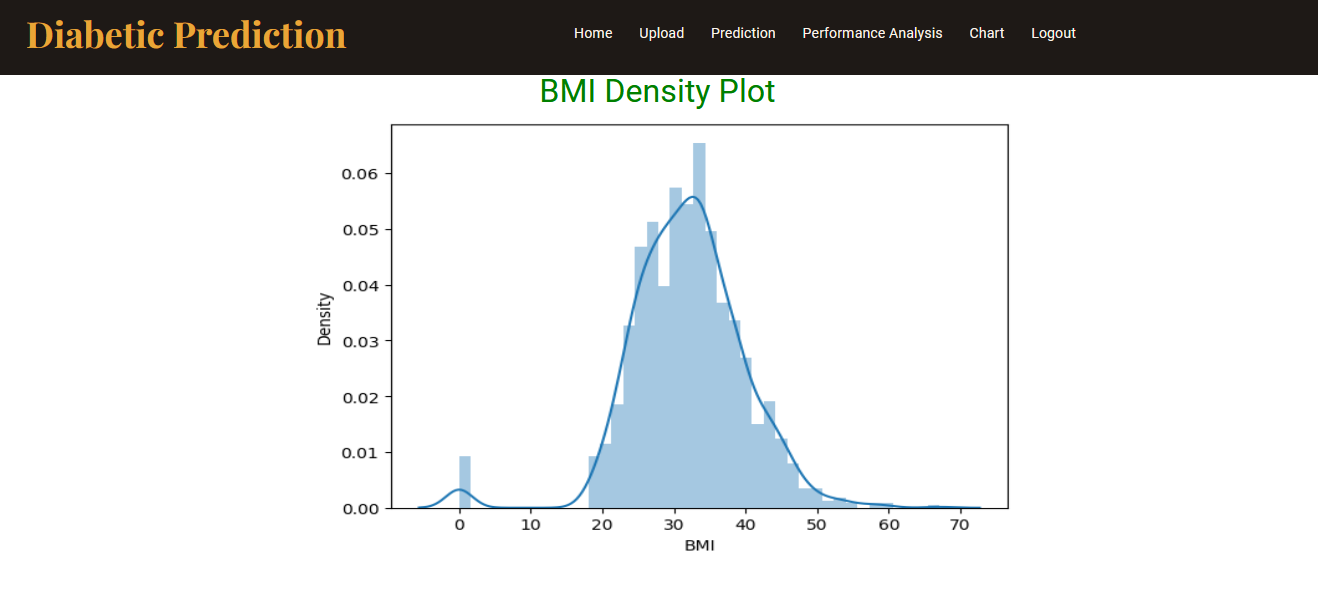 Diabetic Prediction
Home Upload Prediction Performance Analysis Chart Logout
BMI Density Plot
0.06
0.05
0.04
0.03
0.02
0.01
0.00
Density
0 10 20 30 40 50 60 70
BMI